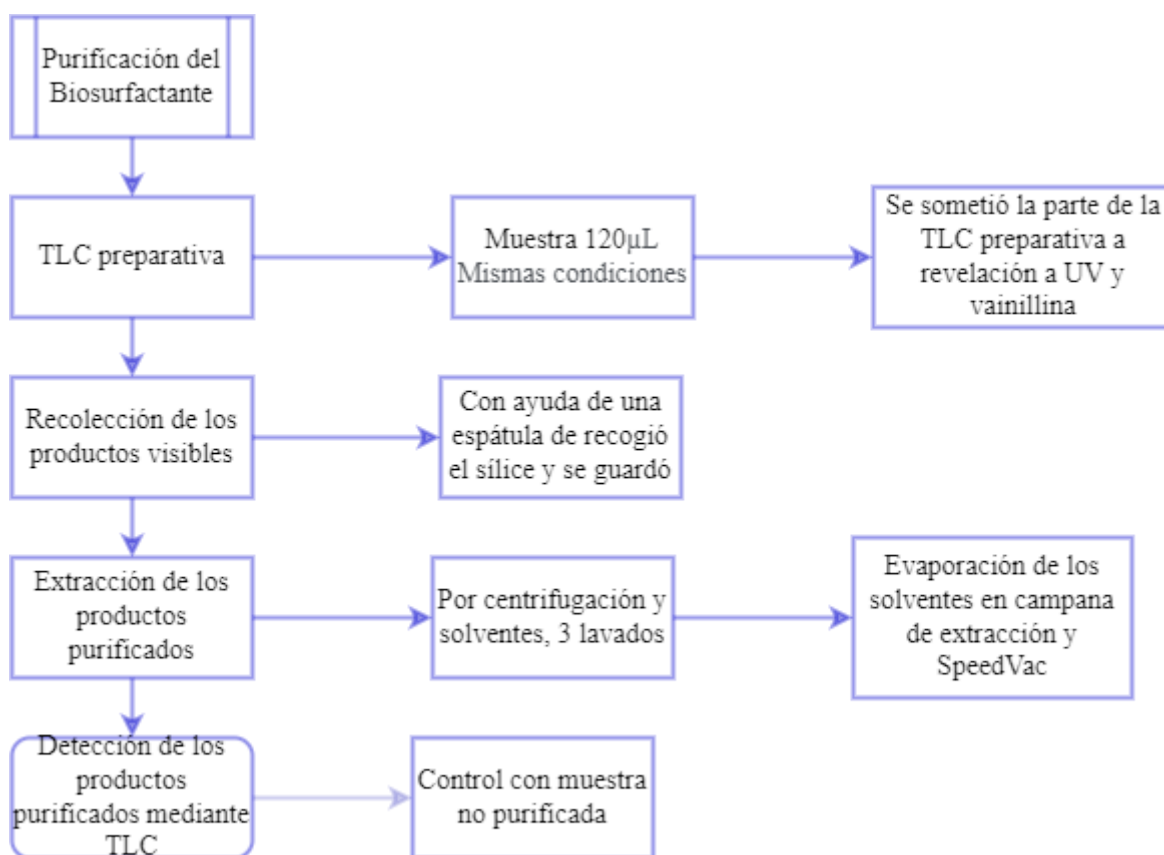 Purificación del
Biosurfactante
TLC preparativa
Muestra 120µL
Mismas condiciones
Se sometió la parte de la
TLC preparativa a
revelación a UV y
vainillina
Recolección de los
productos visibles
Con ayuda de una
espátula de recogió
el sílice y se guardó
Extracción de los
productos
purificados
Por centrifugación y
solventes, 3 lavados
Evaporación de los
solventes en campana
de extracción y
SpeedVac
Detección de los
productos
purificados mediante
TLC
Control con muestra
no purificada